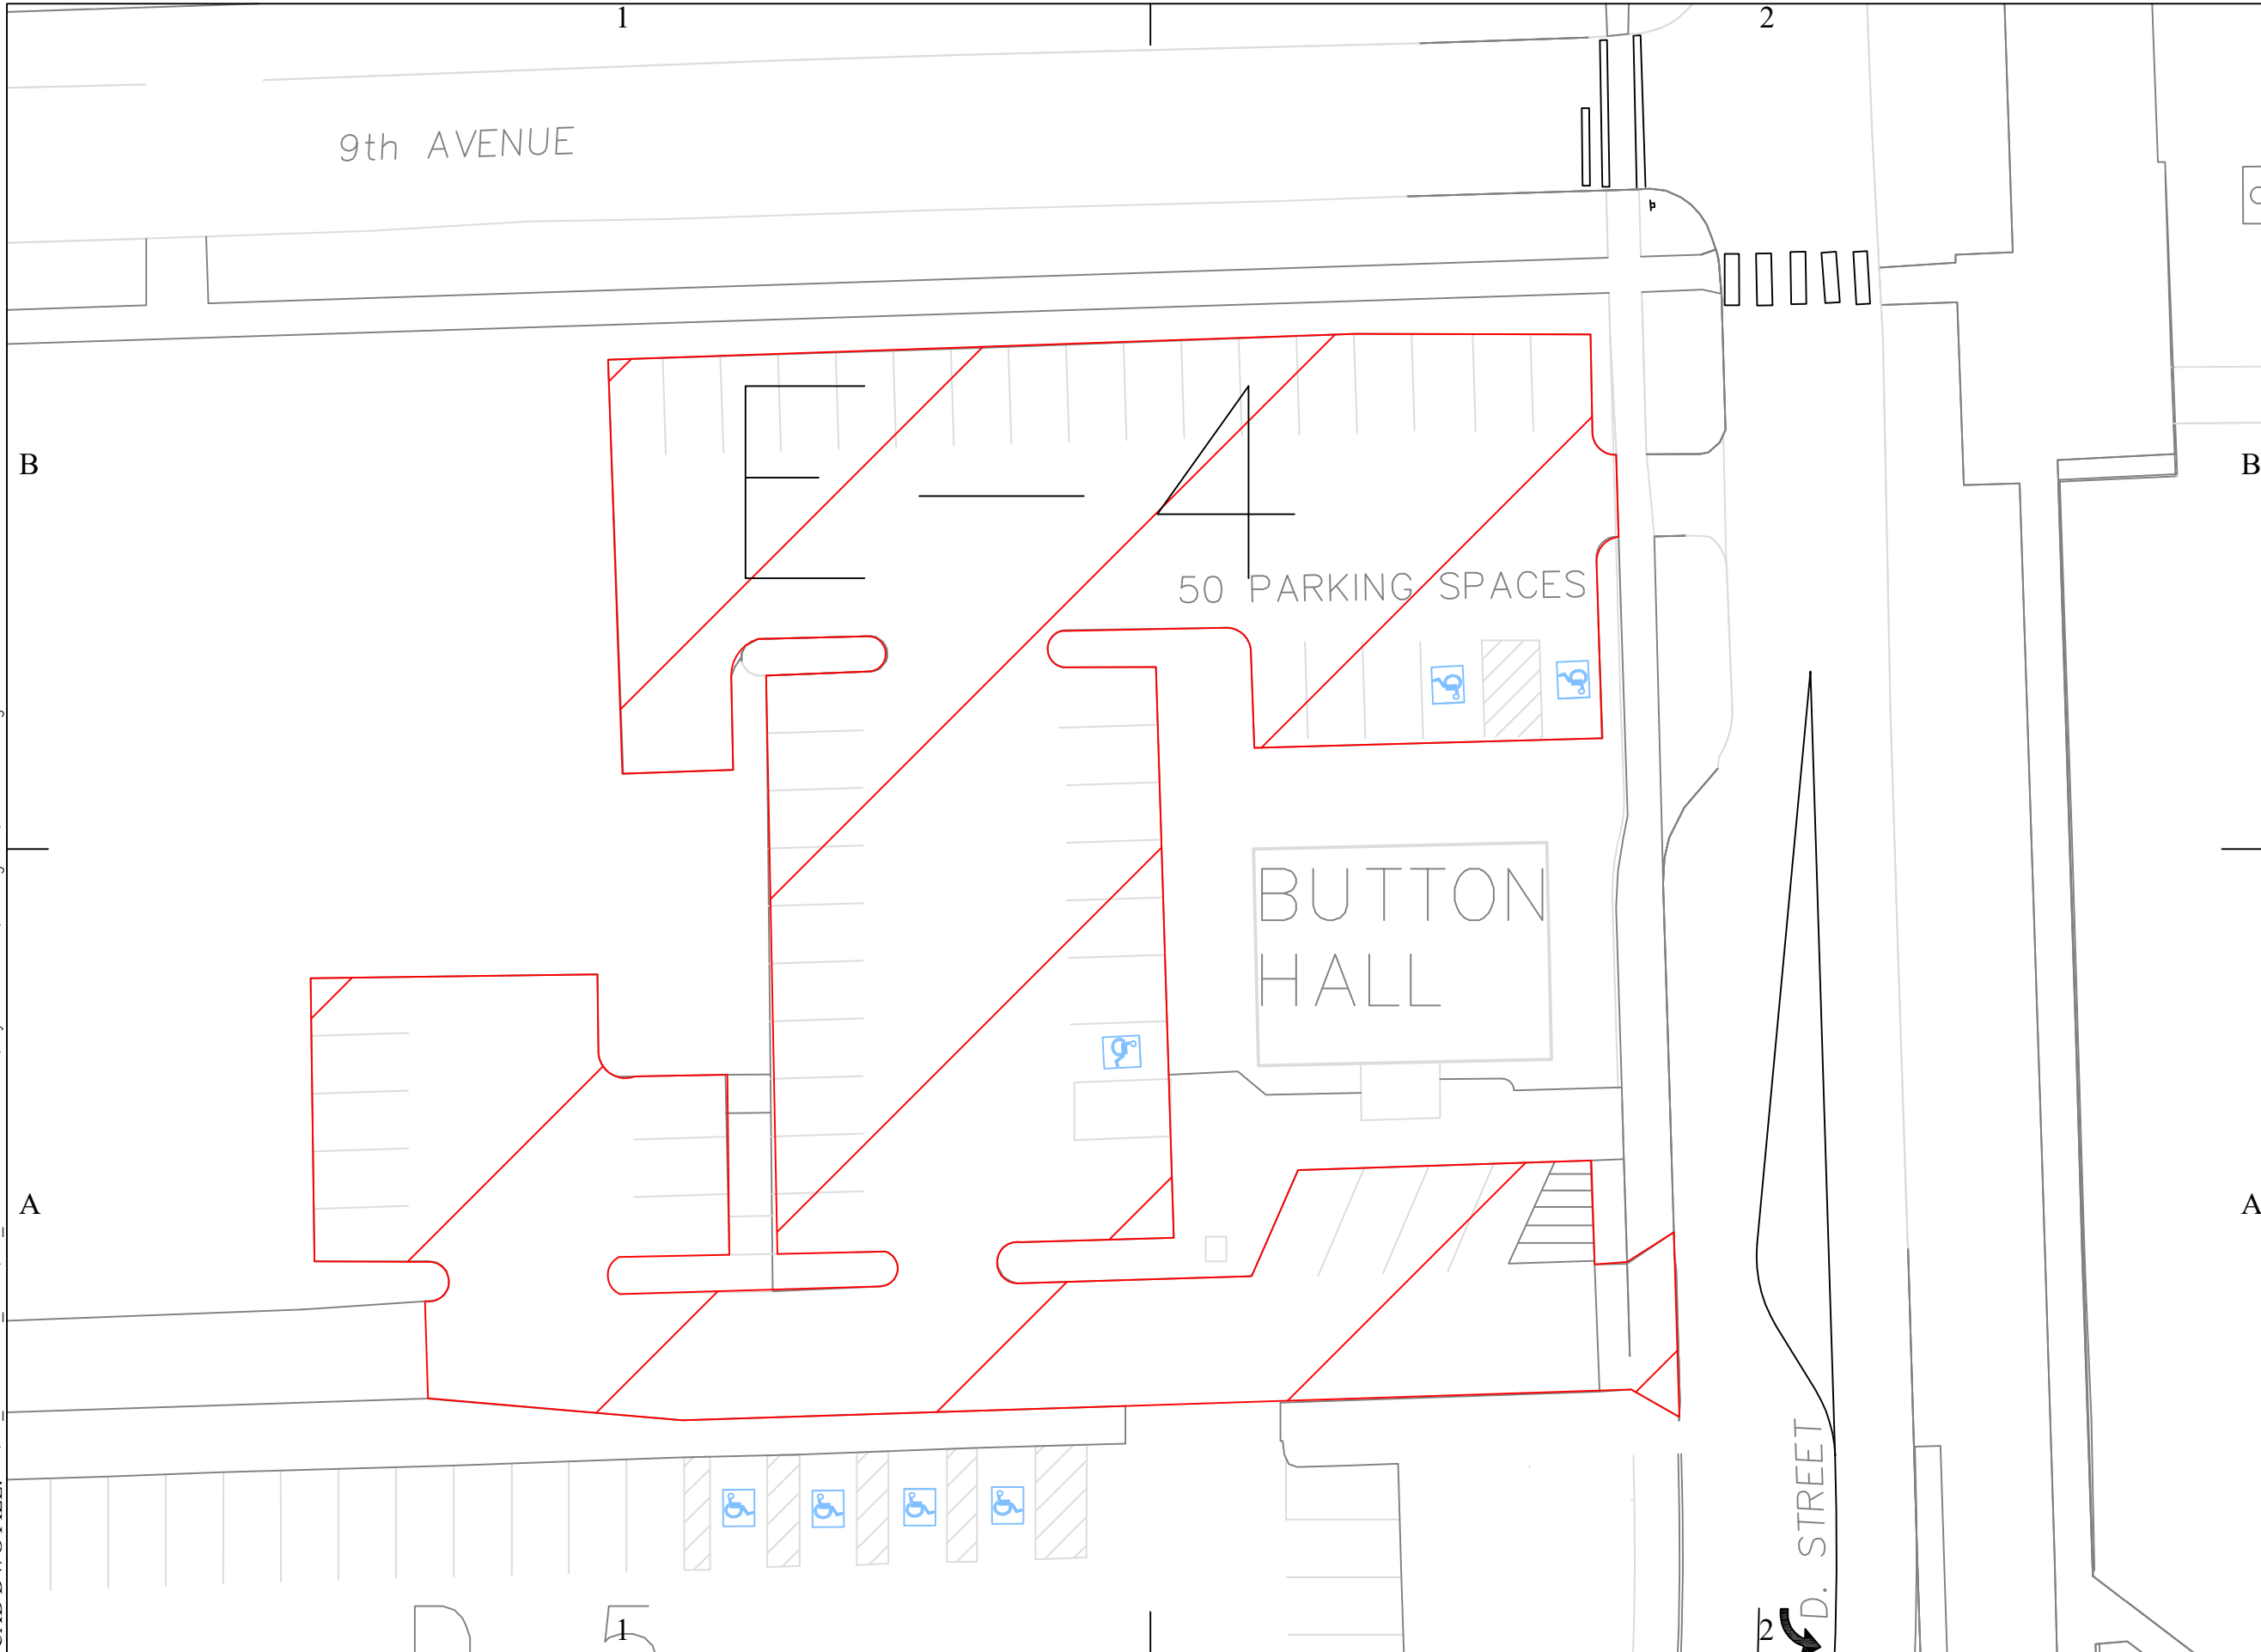 1 2
9th AVENUE
B B
E-4
50 PARKING SPACES
BUTTON
HALL
A A
D. STREET
1 2